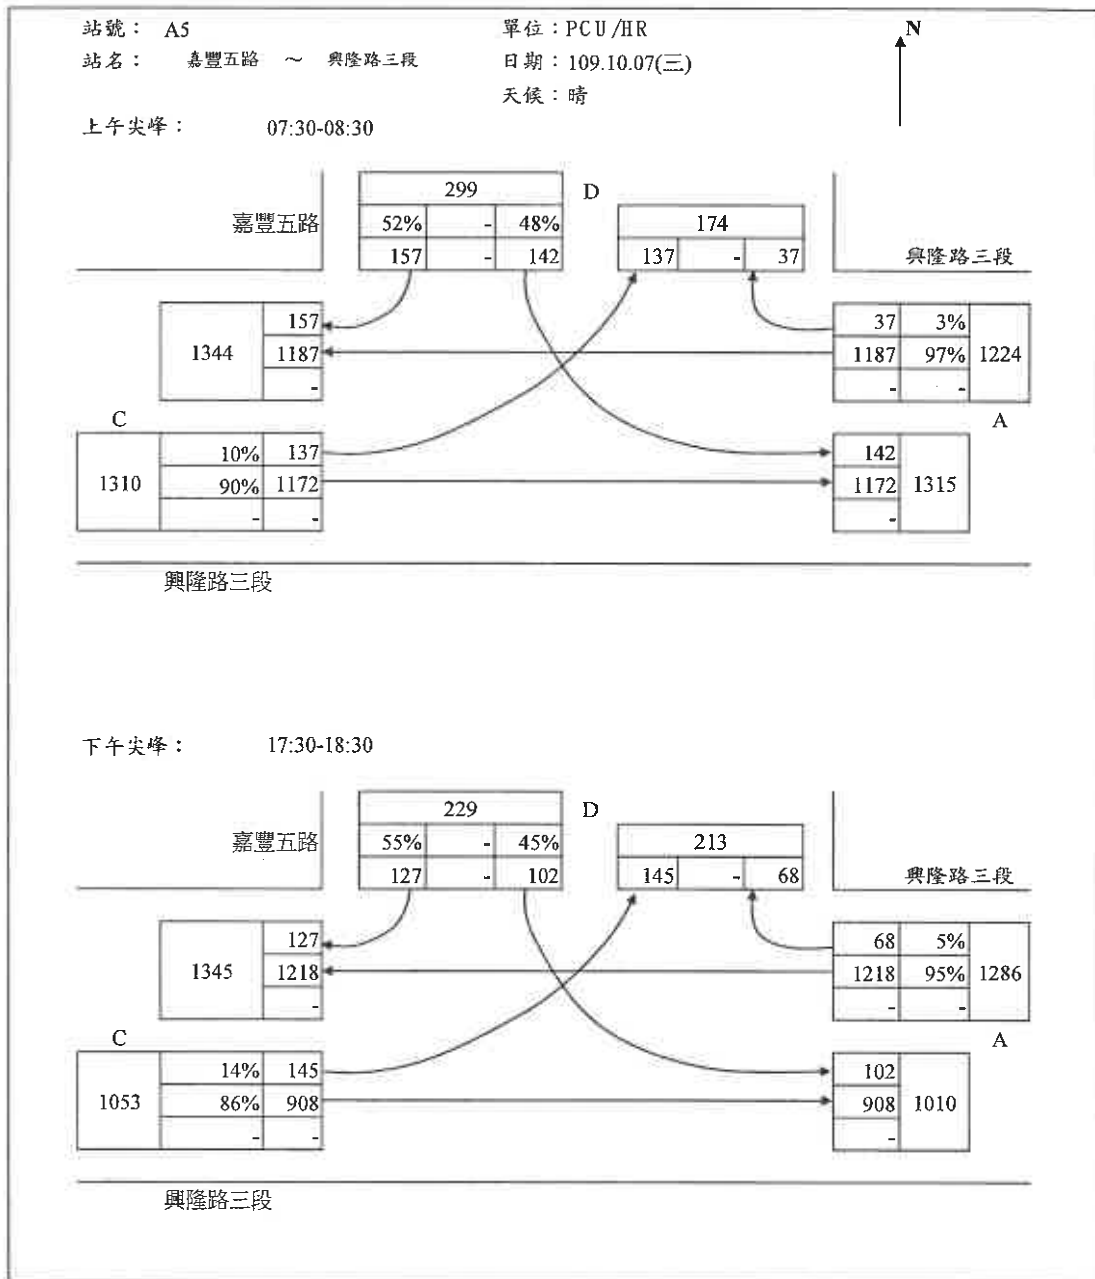 站號： A5 單位：PCU/HR N
站名： 嘉豐五路 ～ 興隆路三段 日期：109.10.07(三)
天候：晴
上午尖峰： 07:30-08:30
299 D
嘉豐五路 52% - 48% 174
157 - 142 137 - 37 興隆路三段
157 37 3%
1344 1187 1187 97% 1224
- - -
C A
10% 137 142
1310 90% 1172 1172 1315
- - -
興隆路三段
下午尖峰： 17:30-18:30
229 D
嘉豐五路 55% - 45% 213
127 - 102 145 - 68 興隆路三段
127 68 5%
1345 1218 1218 95% 1286
- - -
C A
14% 145 102
1053 86% 908 908 1010
- - -
興隆路三段